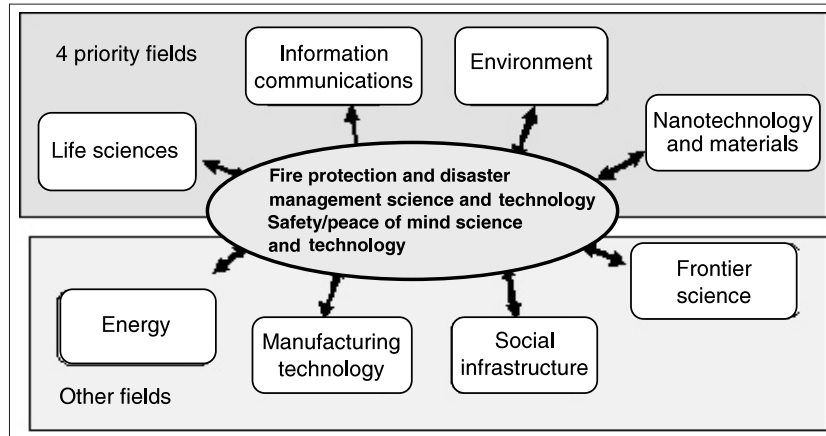 4 priority fields
Information
communications
Environment
Life sciences
Nanotechnology
and materials
Fire protection and disaster
management science and technology
Safety/peace of mind science
and technology
Frontier
science
Energy
Manufacturing
technology
Social
infrastructure
Other fields